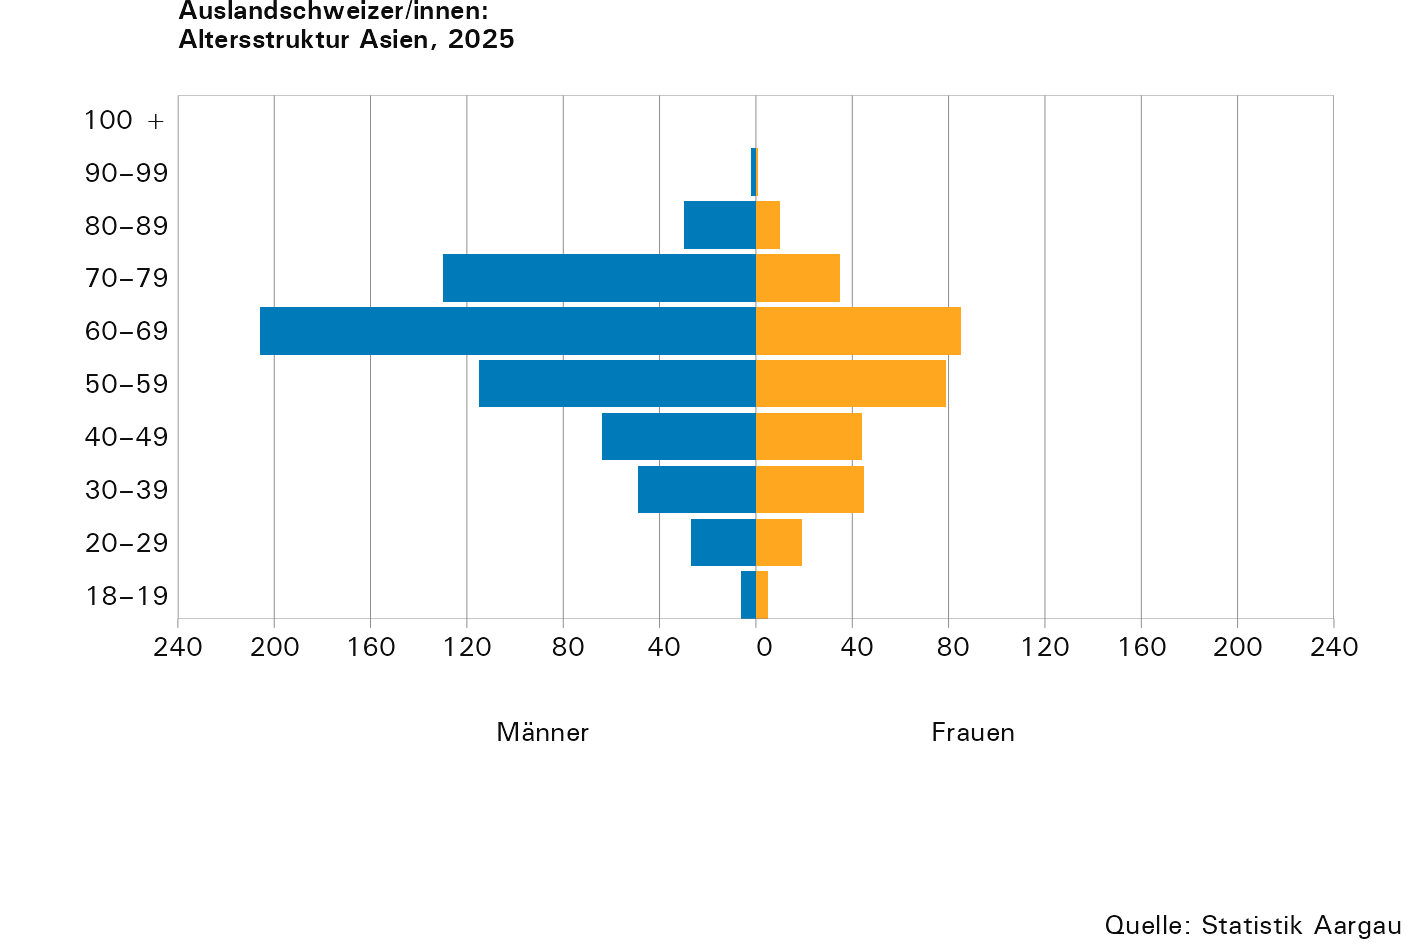 Auslandschweizer/innen:
Altersstruktur Asien, 2025
100 +
90–99
80–89
70–79
60–69
50–59
40–49
30–39
20–29
18–19
240 200 160 120 80 40 0 40 80 120 160 200 240
Männer Frauen
Quelle: Statistik Aargau